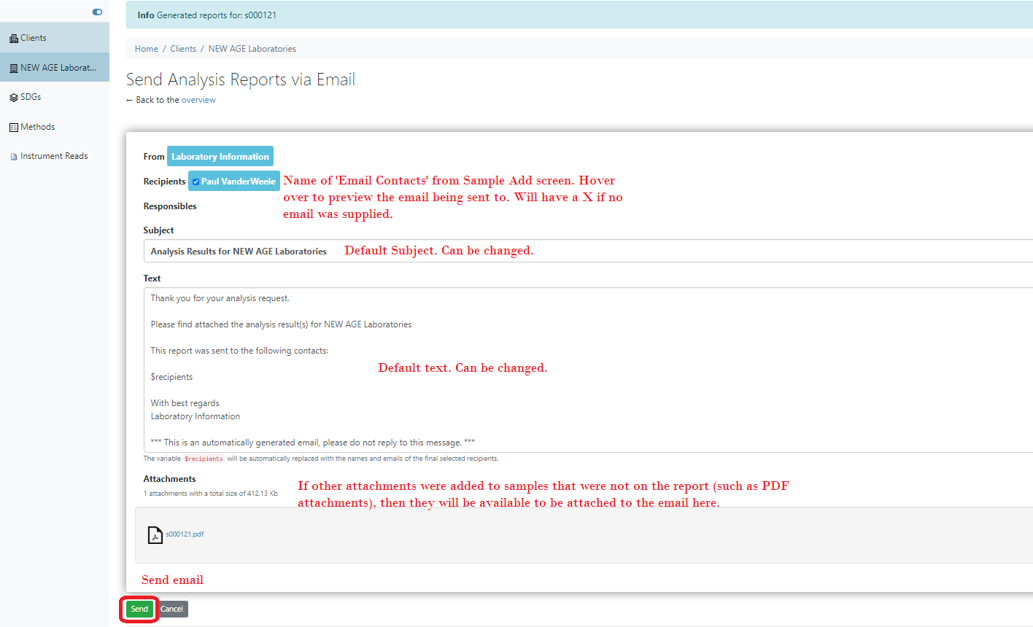 Info Generated reports for: s000121
Clients
NEW AGE Laborat...
SDGs
Methods
Instrument Reads
Home / Clients / NEW AGE Laboratories
Send Analysis Reports via Email
← Back to the overview
From Laboratory Information
Recipients Paul VanderWeele
Name of 'Email Contacts' from Sample Add screen. Hover
over to preview the email being sent to. Will have a X if no
email was supplied.
Responsibles
Subject
Analysis Results for NEW AGE Laboratories
Default Subject. Can be changed.
Text
Thank you for your analysis request.
Please find attached the analysis result(s) for NEW AGE Laboratories
This report was sent to the following contacts:
$recipients
Default text. Can be changed.
With best regards
Laboratory Information
*** This is an automatically generated email, please do not reply to this message. ***
The variable $recipients will be automatically replaced with the names and emails of the final selected recipients.
Attachments
1 attachments with a total size of 412.13 Kb
If other attachments were added to samples that were not on the report (such as PDF
attachments), then they will be available to be attached to the email here.
s000121.pdf
Send email
Send Cancel